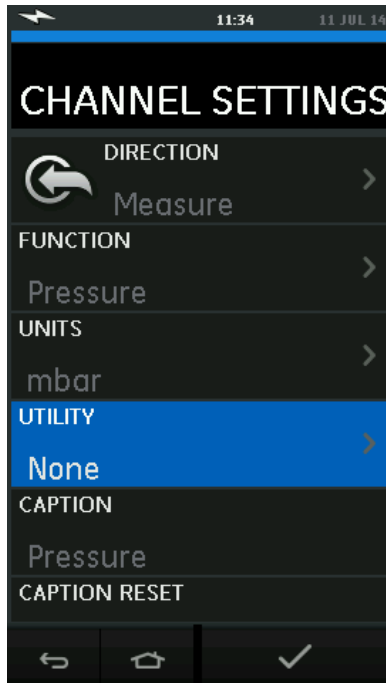 11:34 11 JUL 14
CHANNEL SETTINGS
DIRECTION
Measure
FUNCTION
Pressure
UNITS
mbar
UTILITY
None
CAPTION
Pressure
CAPTION RESET